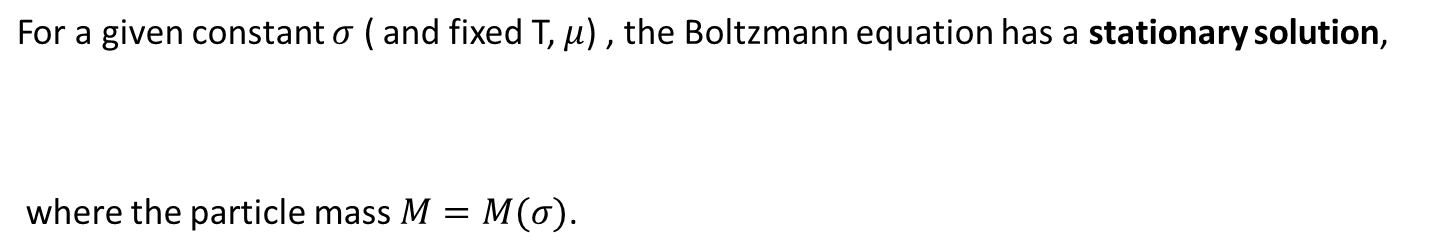 For a given constant σ ( and fixed T, μ) , the Boltzmann equation has a stationary solution,
where the particle mass M = M(σ).